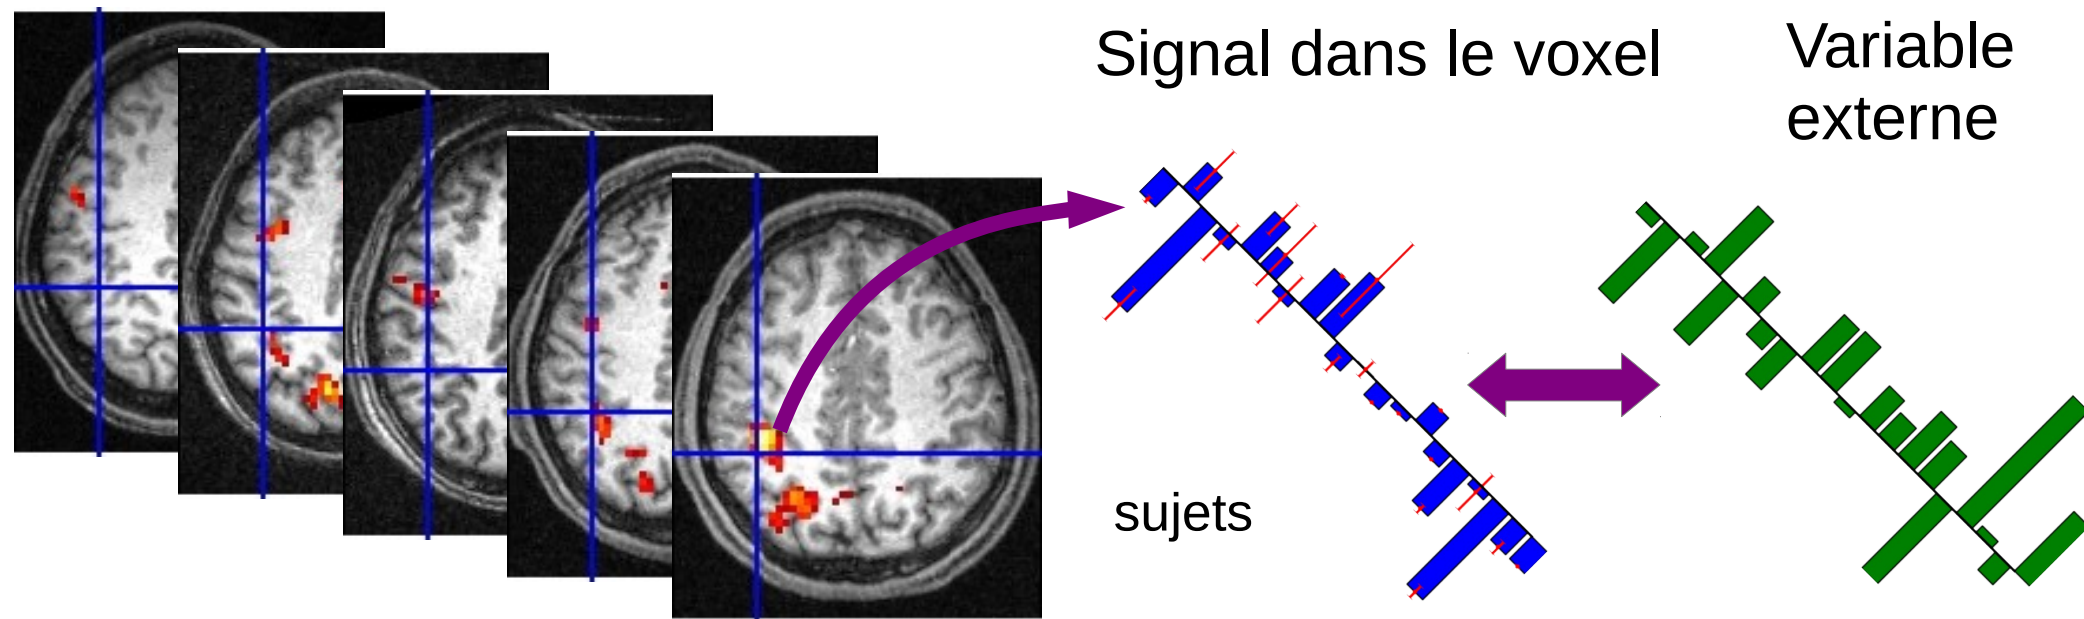 Signal dans le voxel
Variable
externe
sujets